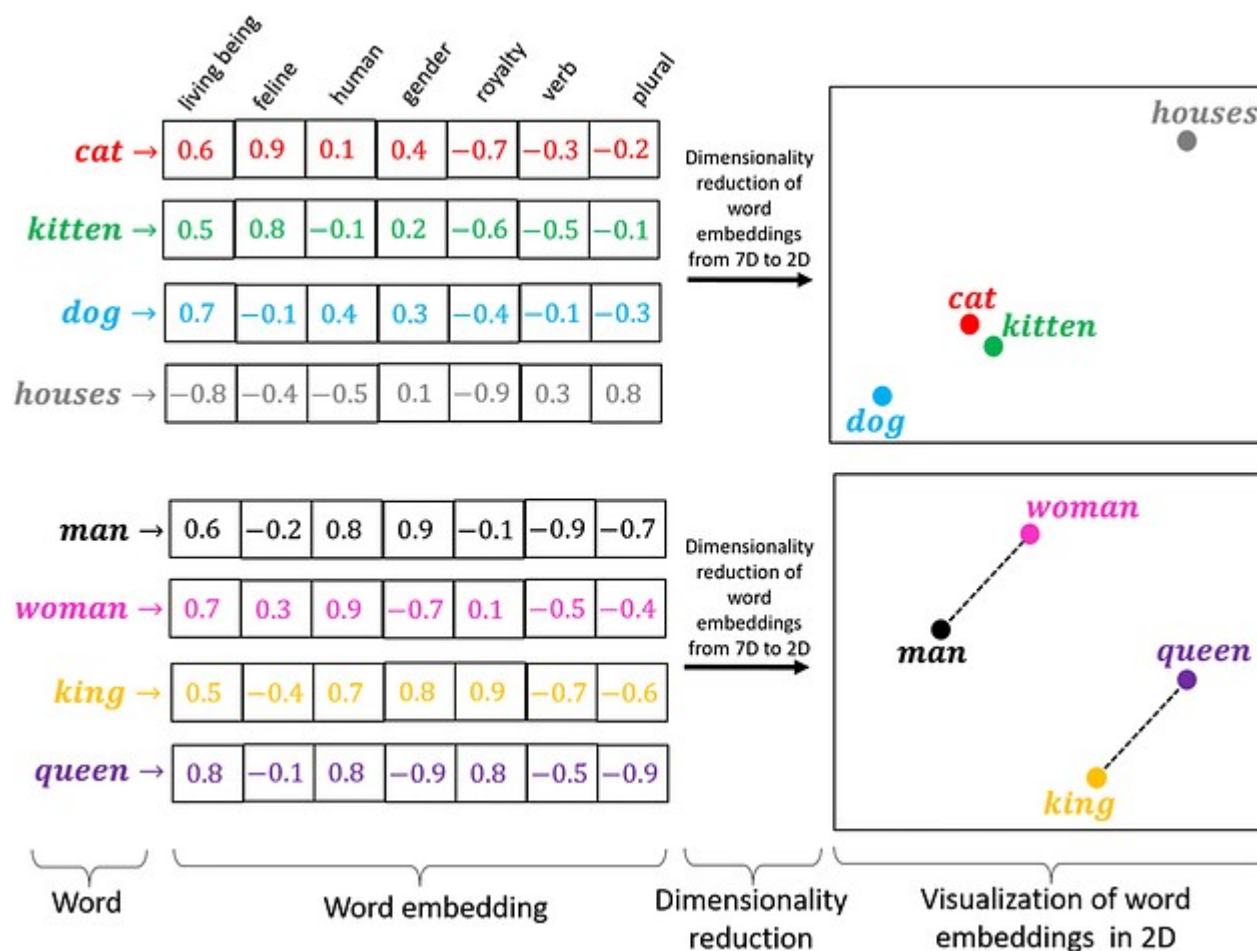 living being feline human gender royalty verb plural
cat → 0.6 0.9 0.1 0.4 −0.7 −0.3 −0.2
kitten → 0.5 0.8 −0.1 0.2 −0.6 −0.5 −0.1
dog → 0.7 −0.1 0.4 0.3 −0.4 −0.1 −0.3
houses → −0.8 −0.4 −0.5 0.1 −0.9 0.3 0.8
Dimensionality
reduction of
word
embeddings
from 7D to 2D
houses
cat
kitten
dog
man → 0.6 −0.2 0.8 0.9 −0.1 −0.9 −0.7
woman → 0.7 0.3 0.9 −0.7 0.1 −0.5 −0.4
king → 0.5 −0.4 0.7 0.8 0.9 −0.7 −0.6
queen → 0.8 −0.1 0.8 −0.9 0.8 −0.5 −0.9
Dimensionality
reduction of
word
embeddings
from 7D to 2D
woman
man
queen
king
Word
Word embedding
Dimensionality
reduction
Visualization of word
embeddings in 2D